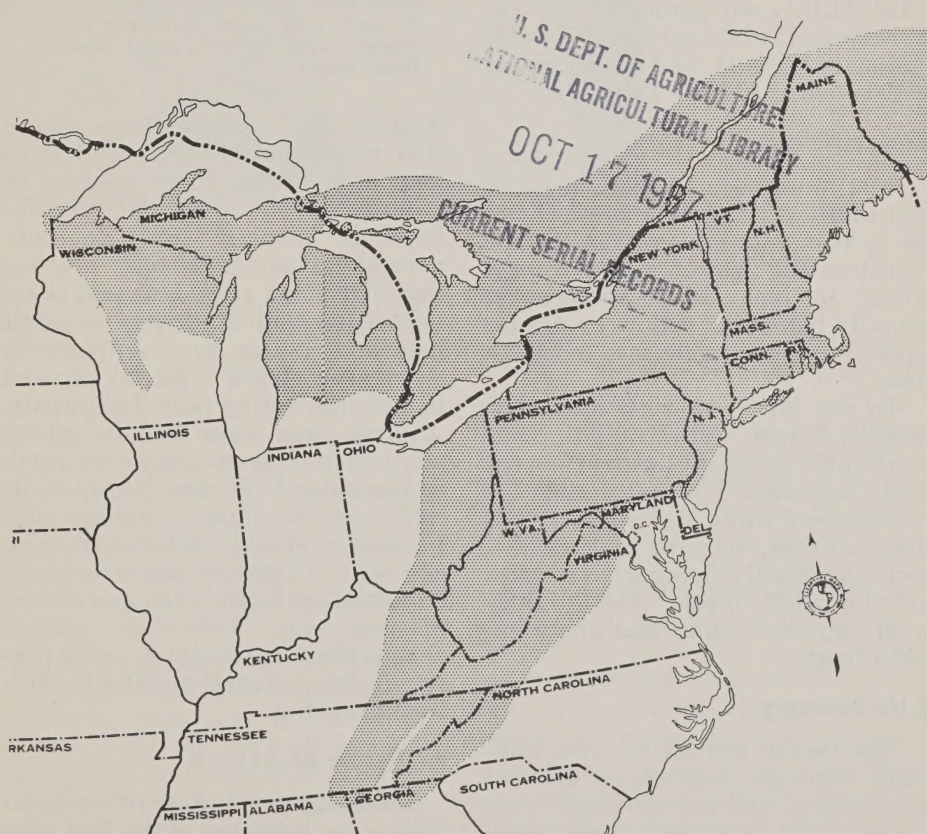 U. S. DEPT. OF AGRICULTURE
NATIONAL AGRICULTURAL LIBRARY
OCT 17 1967
CURRENT SERIAL RECORDS
MAINE
MICHIGAN
WISCONSIN
VT.
N.H.
NEW YORK
MASS.
CONN.
R.I.
PENNSYLVANIA
N.J.
ILLINOIS
INDIANA
OHIO
MARYLAND
W. VA.
D.C.
DEL.
VIRGINIA
KENTUCKY
NORTH CAROLINA
RKANSAS
TENNESSEE
SOUTH CAROLINA
MISSISSIPPI
ALABAMA
GEORGIA